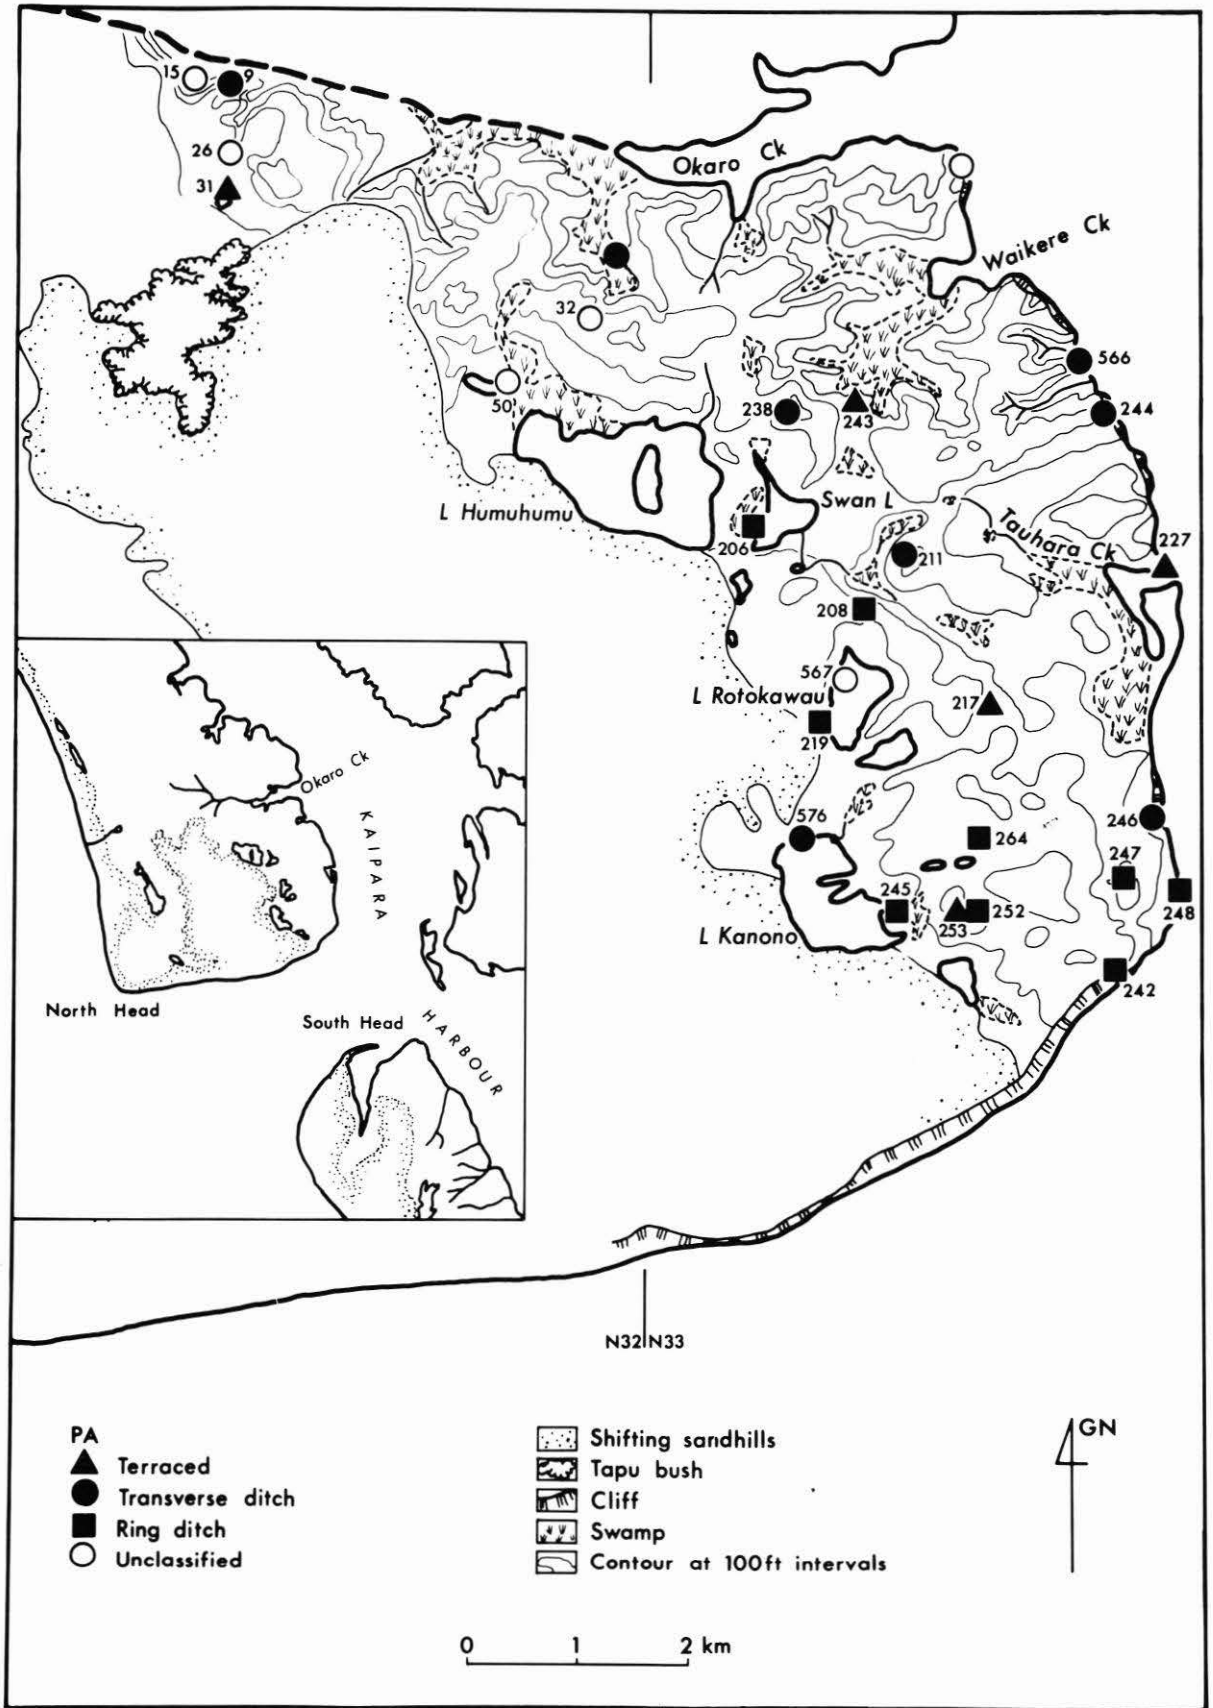 15
9
26
31
Okaro Ck
Waikere Ck
32
50
566
238
243
244
L Humuhumu
Swan L
206
Tauhara Ck
227
211
208
567
L Rotokawau
217
219
576
264
246
247
245
253
252
248
L Kanono
242
Okaro Ck
KAIPARA
HARBOUR
North Head
South Head
N32 N33
PA
Terraced
Transverse ditch
Ring ditch
Unclassified
Shifting sandhills
Tapu bush
Cliff
Swamp
Contour at 100ft intervals
GN
0 1 2 km